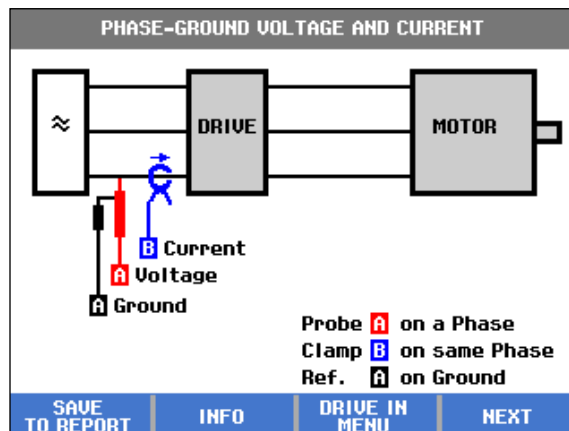 PHASE-GROUND VOLTAGE AND CURRENT
≈
DRIVE
MOTOR
B Current
A Voltage
A Ground
Probe A on a Phase
Clamp B on same Phase
Ref. A on Ground
SAVE
TO REPORT
INFO
DRIVE IN
MENU
NEXT